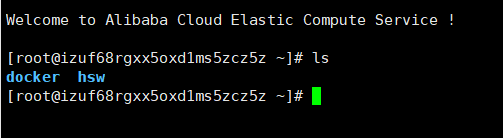 Welcome to Alibaba Cloud Elastic Compute Service !
[root@izuf68rgxx5oxd1ms5zcz5z ~]# ls
docker  hsw
[root@izuf68rgxx5oxd1ms5zcz5z ~]#